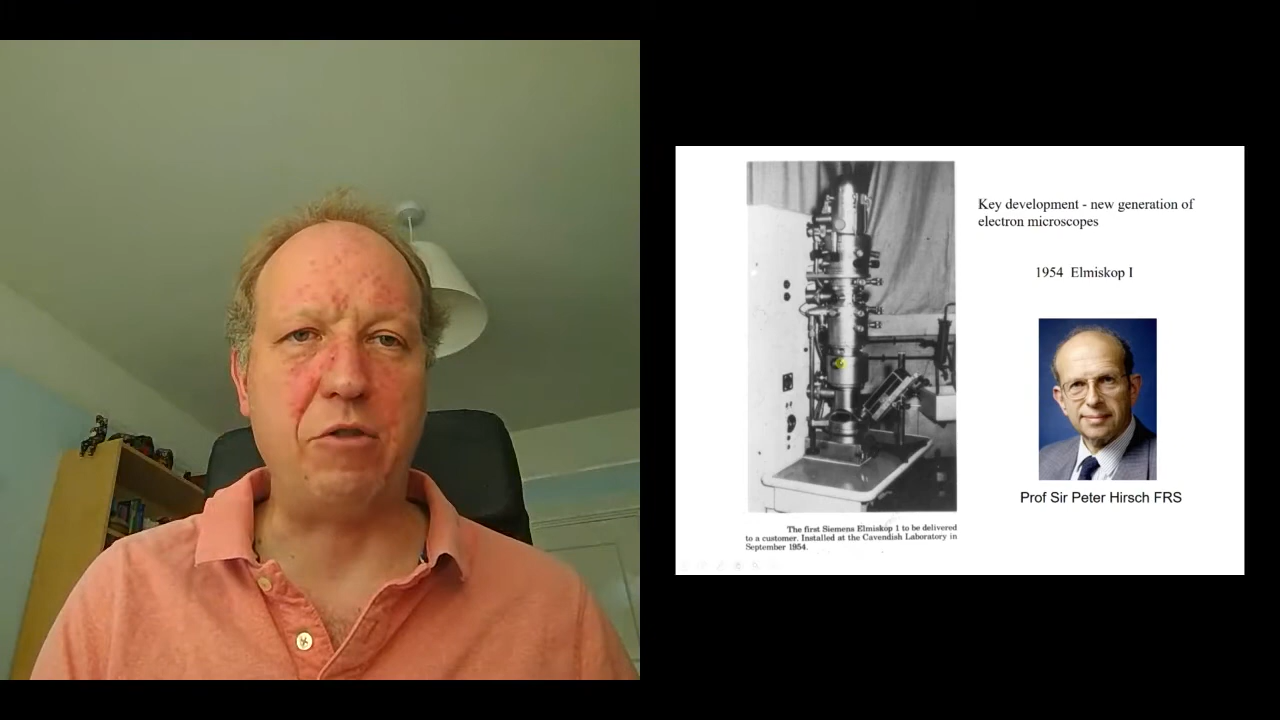 Key development - new generation of
electron microscopes
1954 Elmiskop I
Prof Sir Peter Hirsch FRS
The first Siemens Elmiskop 1 to be delivered
to a customer. Installed at the Cavendish Laboratory in
September 1954.